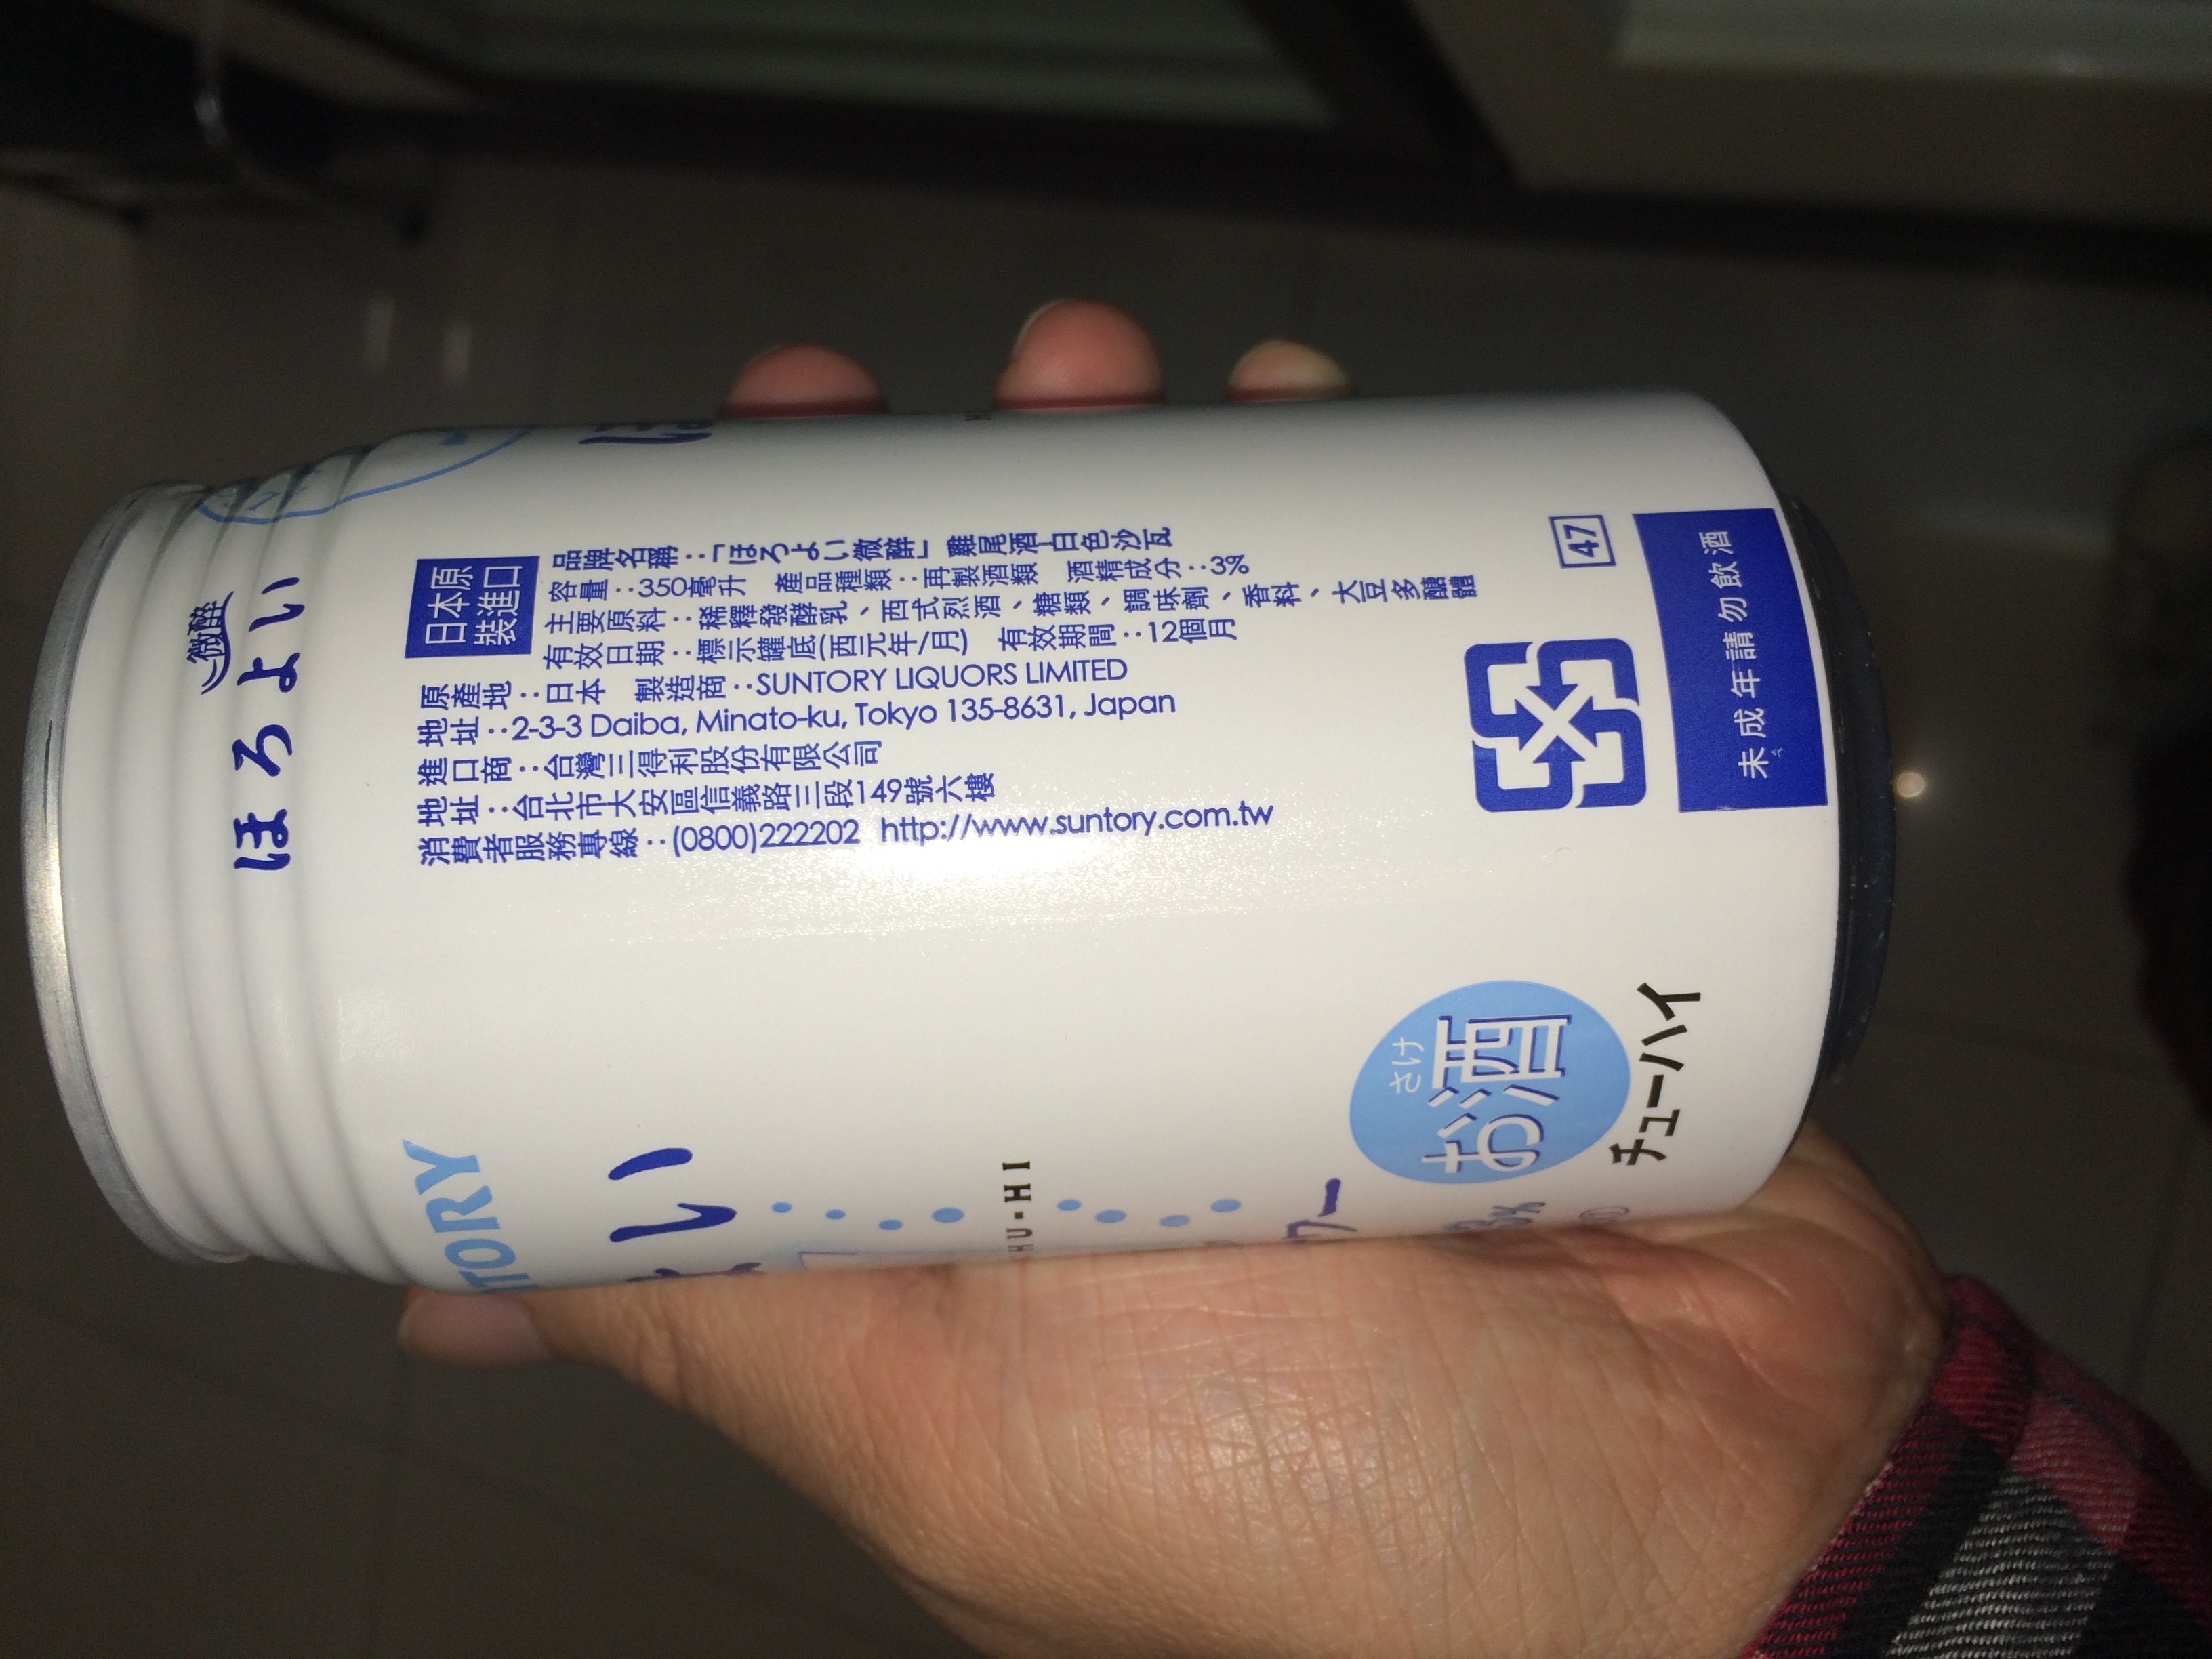 微醉
ほろよい
日本原
裝進口
品牌名稱：「ほろよい微醉」雞尾酒-白色沙瓦
容量：350毫升 產品種類：再製酒類 酒精成分：3%
主要原料：稀釋發酵乳、西式烈酒、糖類、調味劑、香料、大豆多醣體
有效日期：標示罐底(西元年/月) 有效期間：12個月
原產地：日本 製造商：SUNTORY LIQUORS LIMITED
地址：2-3-3 Daiba, Minato-ku, Tokyo 135-8631, Japan
進口商：台灣三得利股份有限公司
地址：台北市大安區信義路三段149號六樓
消費者服務專線：(0800)222202 http://www.suntory.com.tw
47
未成年請勿飲酒
TORY
よい
HU-HI
ワー
3%
さけ
お酒
チューハイ